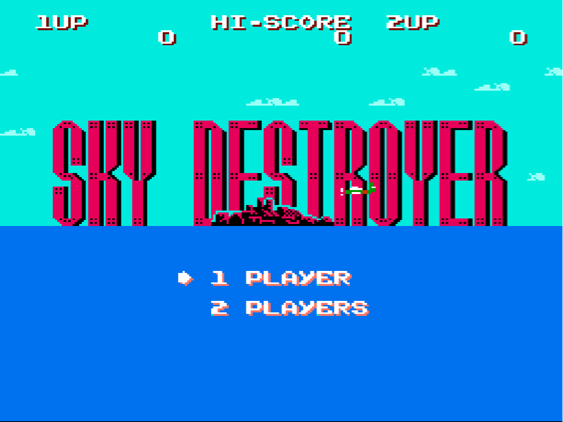 1UP HI-SCORE 2UP
0 0 0
SKY DESTROYER
1 PLAYER
2 PLAYERS